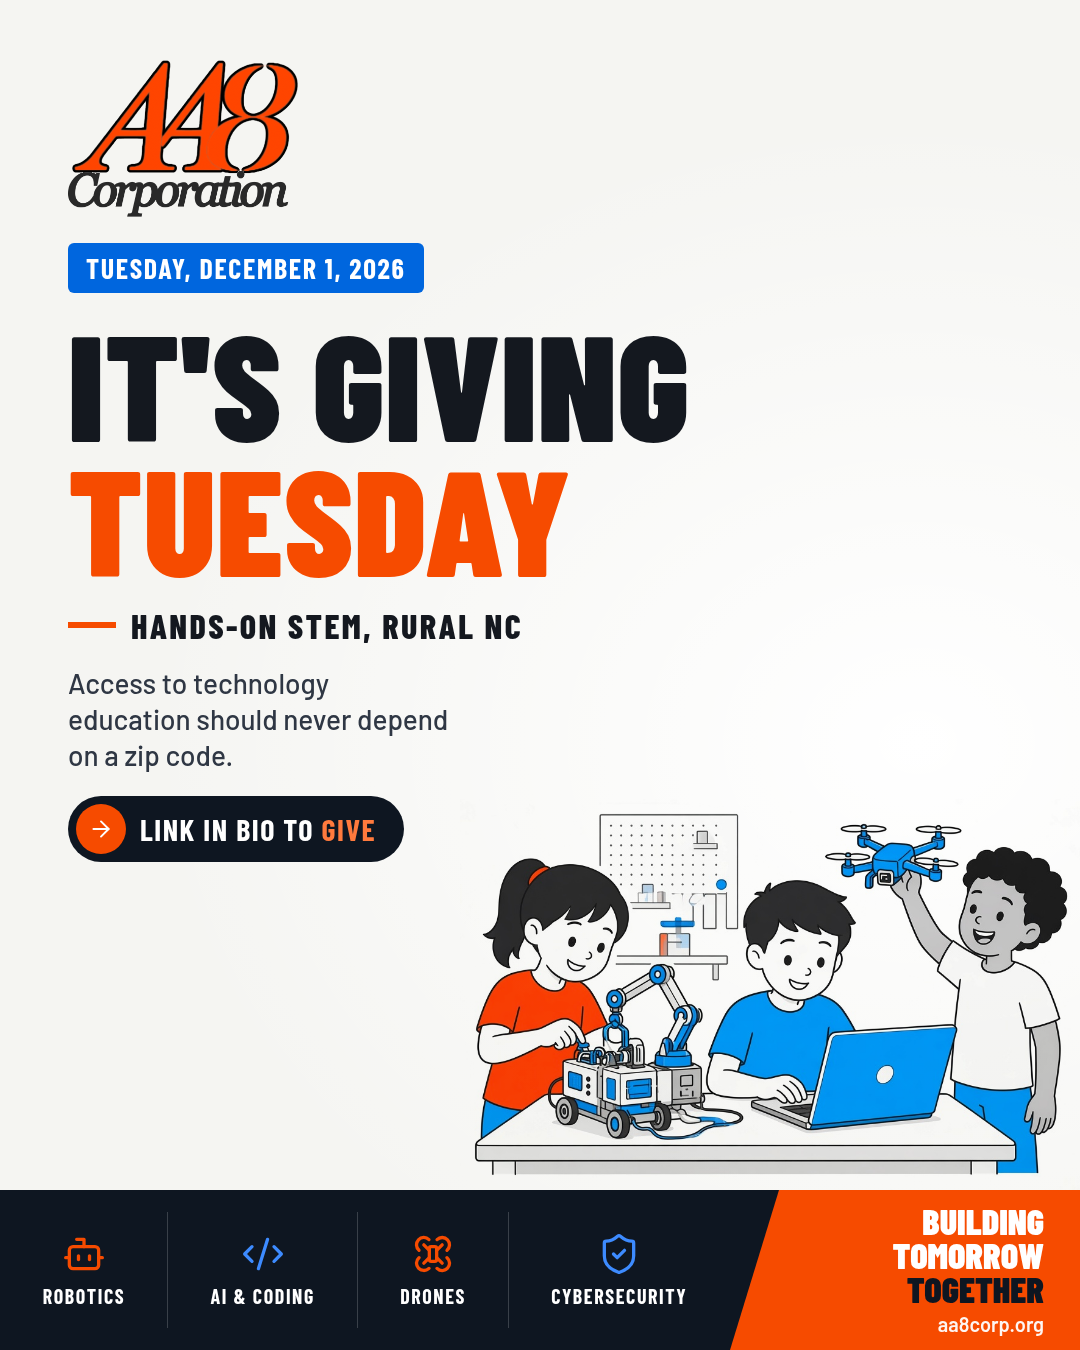 AA8
Corporation
TUESDAY, DECEMBER 1, 2026
IT'S GIVING
TUESDAY
HANDS-ON STEM, RURAL NC
Access to technology
education should never depend
on a zip code.
LINK IN BIO TO GIVE
ROBOTICS
AI & CODING
DRONES
CYBERSECURITY
BUILDING
TOMORROW
TOGETHER
aa8corp.org